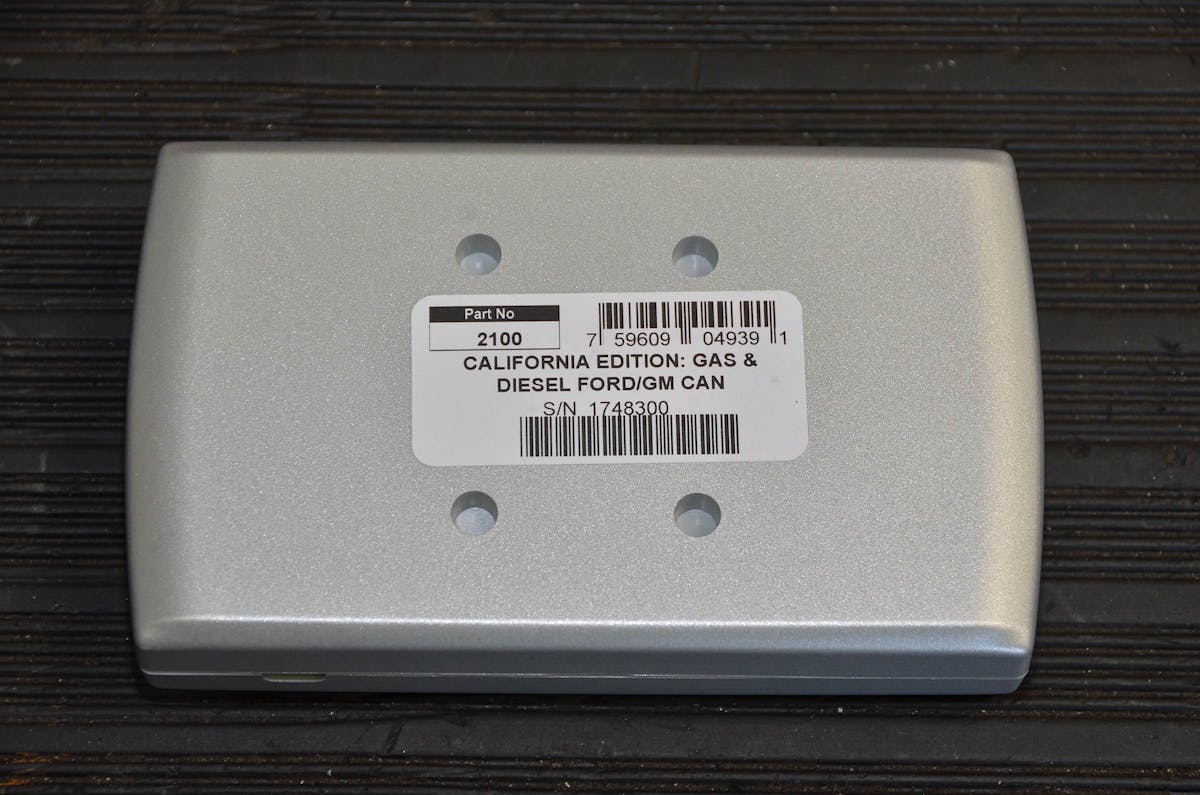 Part No
2100
7 59609 04939 1
CALIFORNIA EDITION: GAS &
DIESEL FORD/GM CAN
S/N 1748300